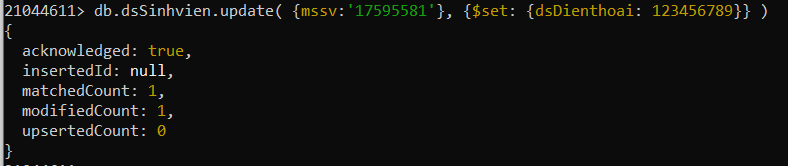 21044611> db.dsSinhvien.update( {mssv:'17595581'}, {$set: {dsDienthoai: 123456789}} )
{
  acknowledged: true,
  insertedId: null,
  matchedCount: 1,
  modifiedCount: 1,
  upsertedCount: 0
}